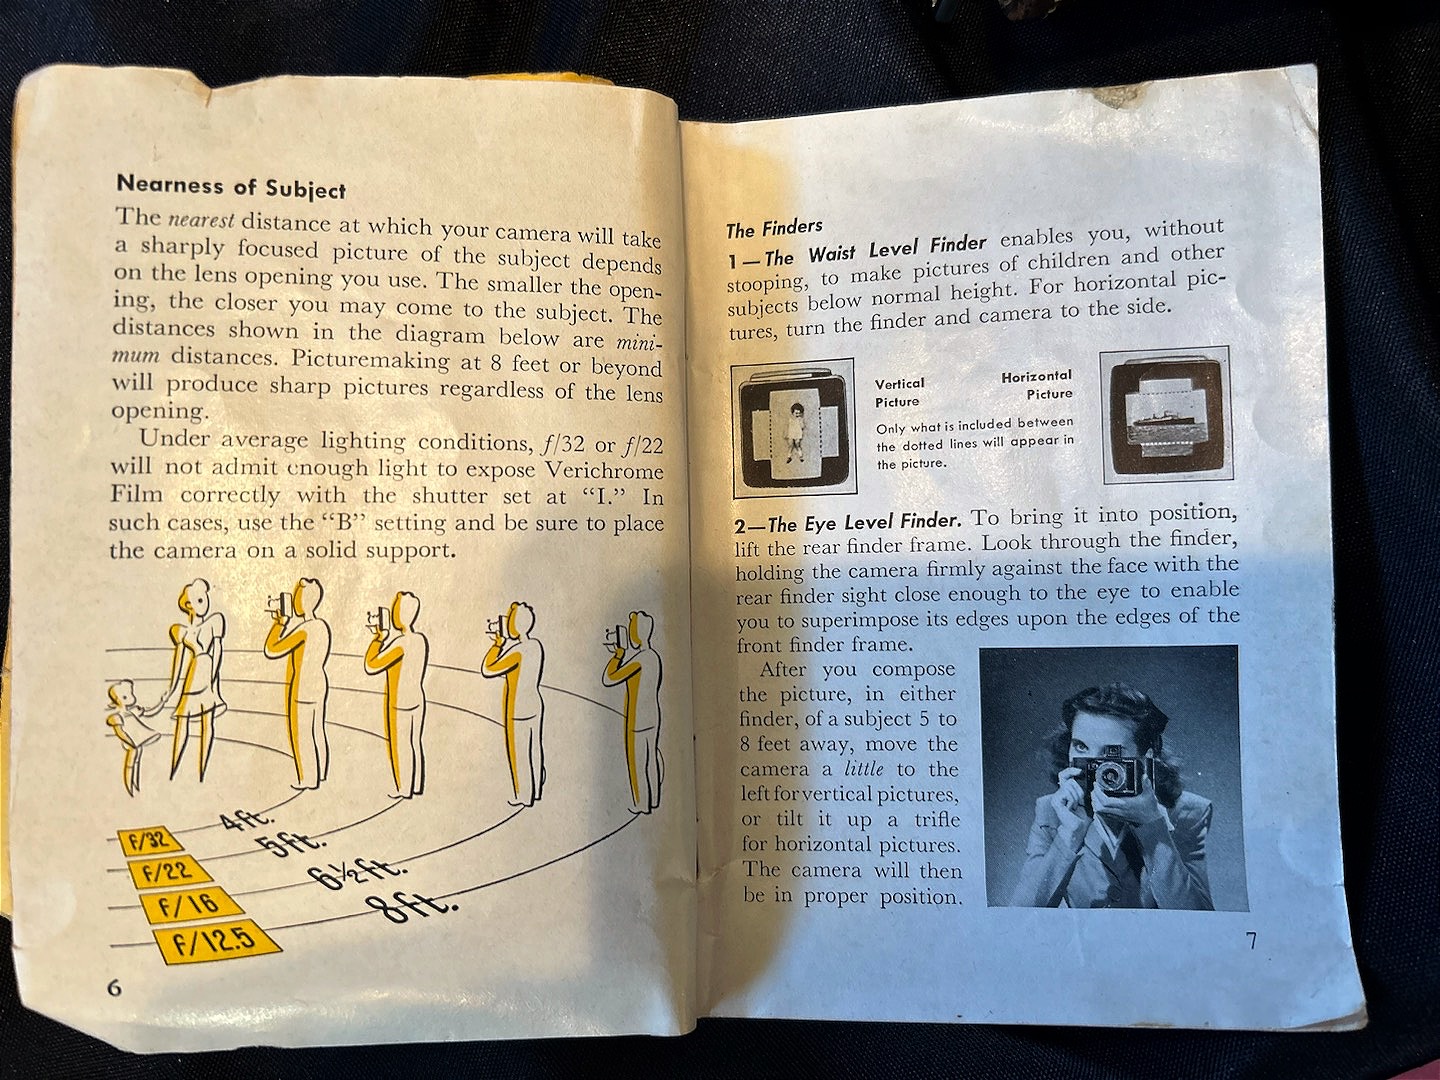 Nearness of Subject
The nearest distance at which your camera will take
a sharply focused picture of the subject depends
on the lens opening you use. The smaller the open-
ing, the closer you may come to the subject. The
distances shown in the diagram below are mini-
mum distances. Picturemaking at 8 feet or beyond
will produce sharp pictures regardless of the lens
opening.
Under average lighting conditions, f/32 or f/22
will not admit enough light to expose Verichrome
Film correctly with the shutter set at “I.” In
such cases, use the “B” setting and be sure to place
the camera on a solid support.
4 ft.
5 ft.
6½ ft.
8 ft.
f/32
f/22
f/16
f/12.5
6
The Finders
1—The Waist Level Finder enables you, without
stooping, to make pictures of children and other
subjects below normal height. For horizontal pic-
tures, turn the finder and camera to the side.
Vertical
Picture
Horizontal
Picture
Only what is included between
the dotted lines will appear in
the picture.
2—The Eye Level Finder. To bring it into position,
lift the rear finder frame. Look through the finder,
holding the camera firmly against the face with the
rear finder sight close enough to the eye to enable
you to superimpose its edges upon the edges of the
front finder frame.
After you compose
the picture, in either
finder, of a subject 5 to
8 feet away, move the
camera a little to the
left for vertical pictures,
or tilt it up a trifle
for horizontal pictures.
The camera will then
be in proper position.
7